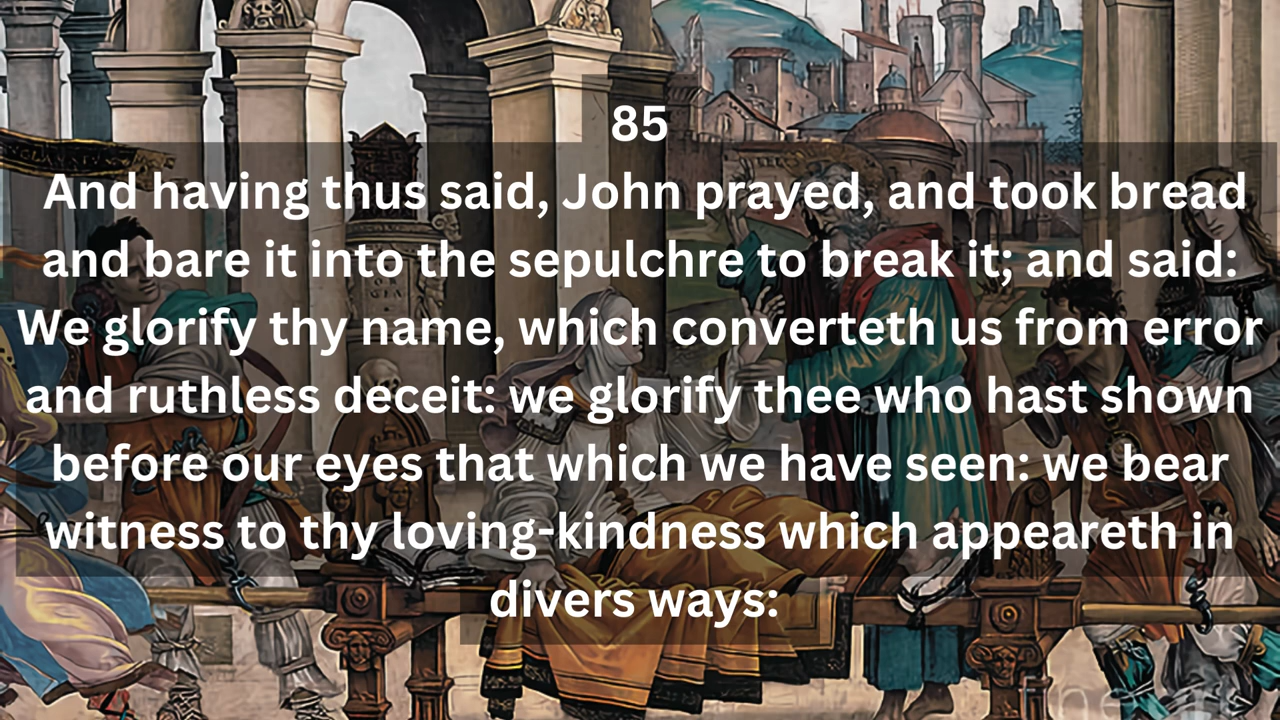 85
And having thus said, John prayed, and took bread
and bare it into the sepulchre to break it; and said:
We glorify thy name, which converteth us from error
and ruthless deceit: we glorify thee who hast shown
before our eyes that which we have seen: we bear
witness to thy loving-kindness which appeareth in
divers ways: